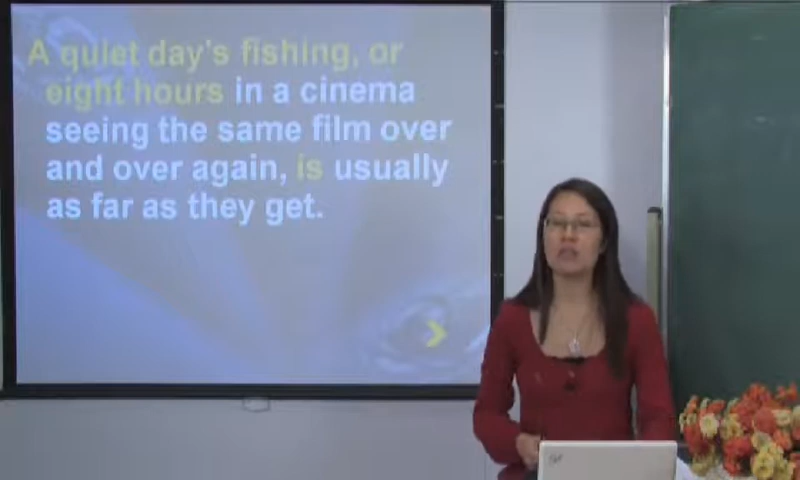 A quiet day's fishing, or
eight hours in a cinema
seeing the same film over
and over again, is usually
as far as they get.